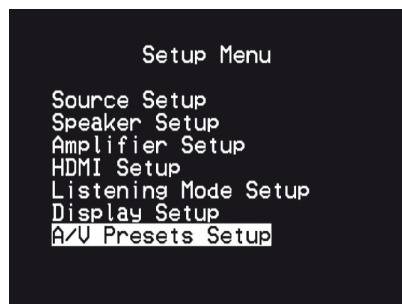 Setup Menu
Source Setup
Speaker Setup
Amplifier Setup
HDMI Setup
Listening Mode Setup
Display Setup
A/V Presets Setup